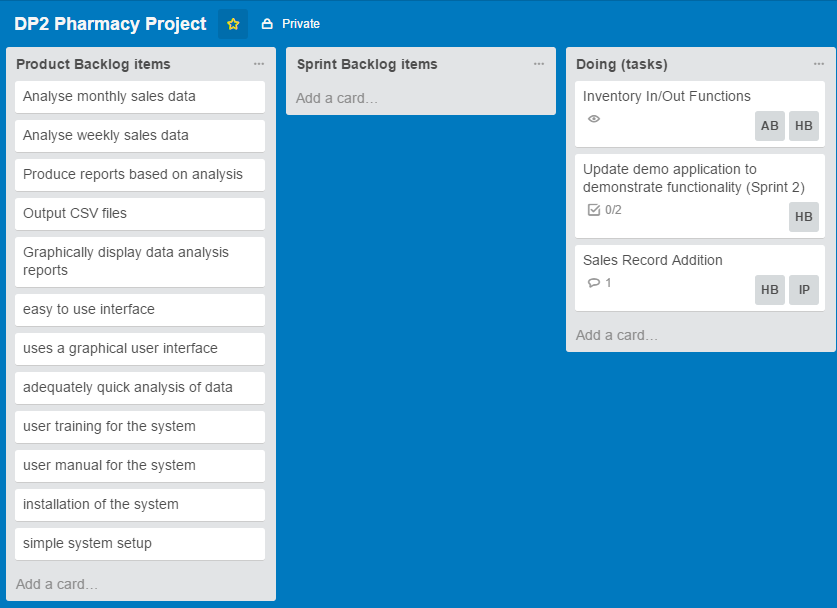 DP2 Pharmacy Project
Private
Product Backlog items
Analyse monthly sales data
Analyse weekly sales data
Produce reports based on analysis
Output CSV files
Graphically display data analysis
reports
easy to use interface
uses a graphical user interface
adequately quick analysis of data
user training for the system
user manual for the system
installation of the system
simple system setup
Add a card…
Sprint Backlog items
Add a card…
Doing (tasks)
Inventory In/Out Functions
AB HB
Update demo application to
demonstrate functionality (Sprint 2)
0/2
HB
Sales Record Addition
1
HB IP
Add a card…